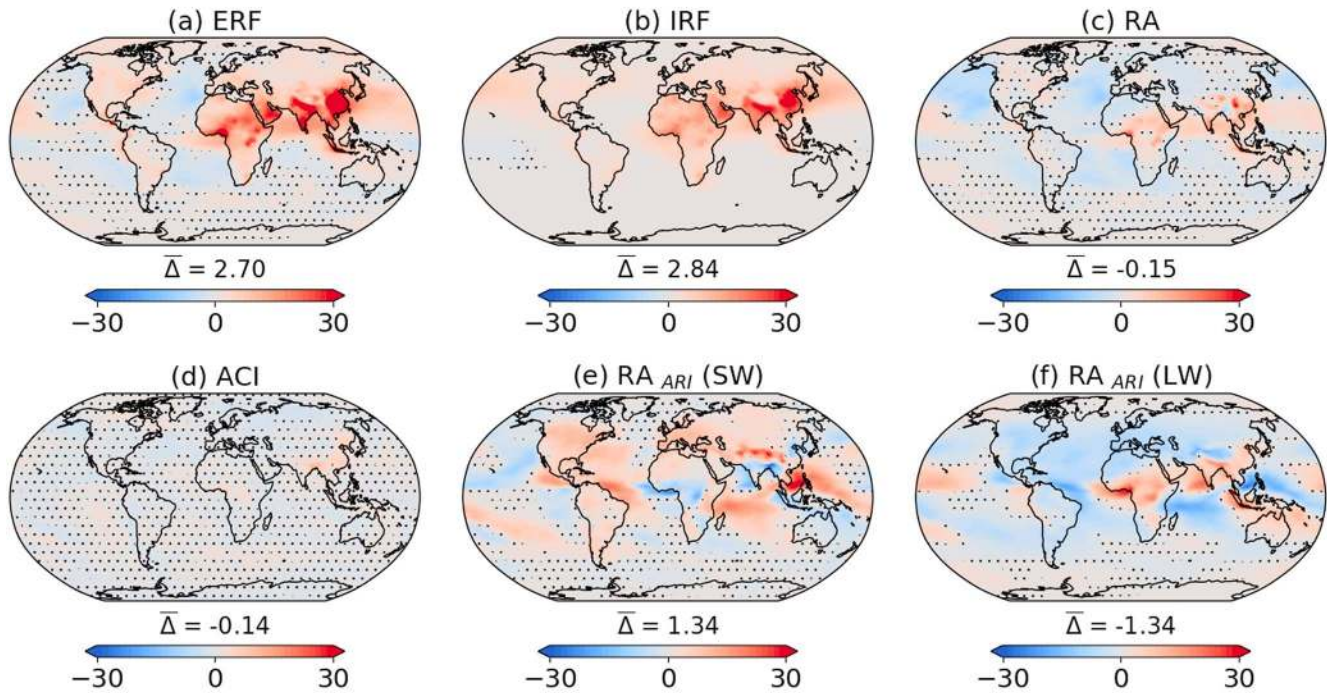 (a) ERF
(b) IRF
(c) RA
Δ̅ = 2.70
Δ̅ = 2.84
Δ̅ = -0.15
−30 0 30
−30 0 30
−30 0 30
(d) ACI
(e) RA ARI (SW)
(f) RA ARI (LW)
Δ̅ = -0.14
Δ̅ = 1.34
Δ̅ = -1.34
−30 0 30
−30 0 30
−30 0 30